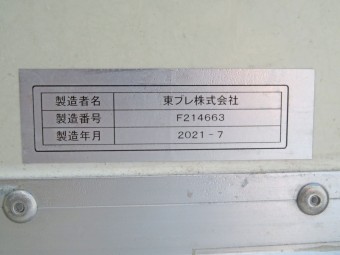 製造者名 東プレ株式会社
製造番号 F214663
製造年月 2021-7